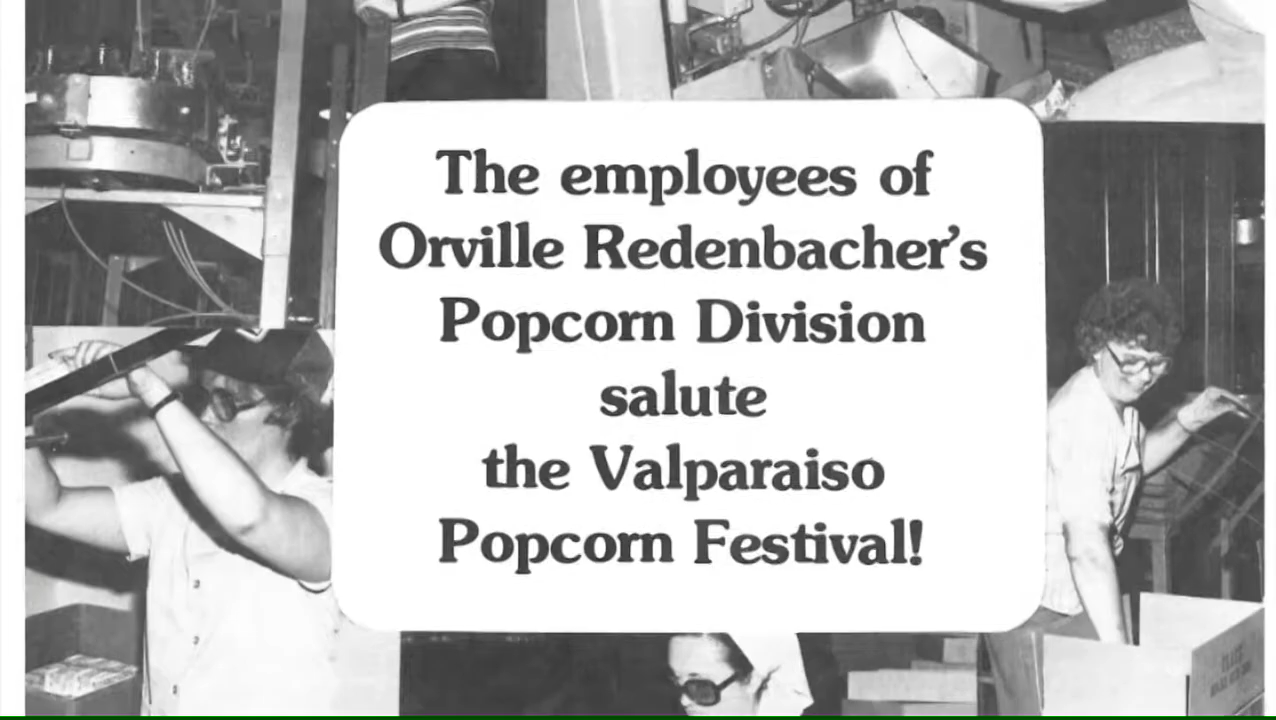 The employees of
Orville Redenbacher's
Popcorn Division
salute
the Valparaiso
Popcorn Festival!